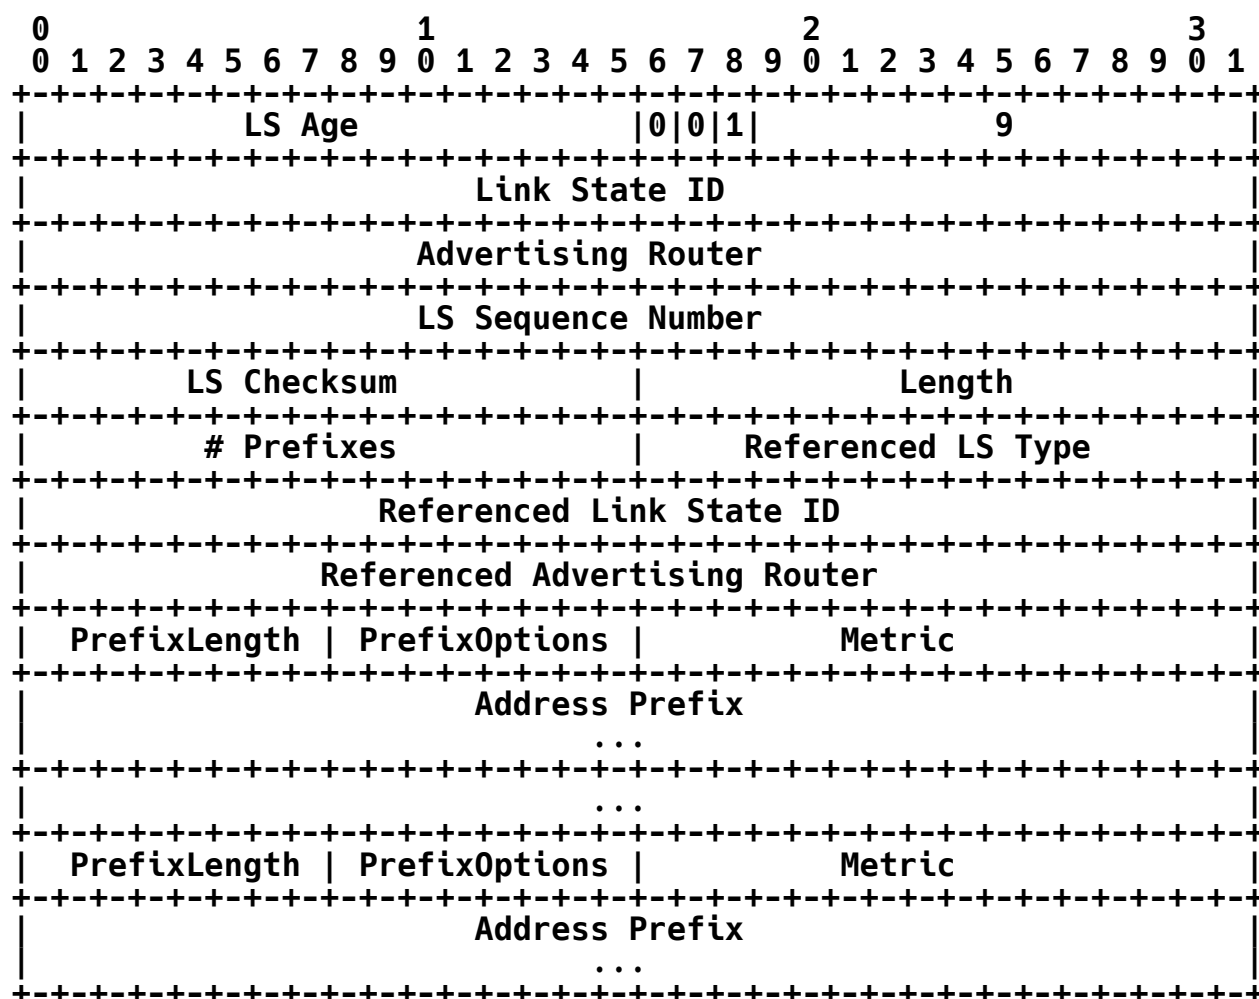 0                   1                   2                   3
 0 1 2 3 4 5 6 7 8 9 0 1 2 3 4 5 6 7 8 9 0 1 2 3 4 5 6 7 8 9 0 1
+-+-+-+-+-+-+-+-+-+-+-+-+-+-+-+-+-+-+-+-+-+-+-+-+-+-+-+-+-+-+-+-+
|           LS Age              |0|0|1|            9            |
+-+-+-+-+-+-+-+-+-+-+-+-+-+-+-+-+-+-+-+-+-+-+-+-+-+-+-+-+-+-+-+-+
|                       Link State ID                           |
+-+-+-+-+-+-+-+-+-+-+-+-+-+-+-+-+-+-+-+-+-+-+-+-+-+-+-+-+-+-+-+-+
|                    Advertising Router                         |
+-+-+-+-+-+-+-+-+-+-+-+-+-+-+-+-+-+-+-+-+-+-+-+-+-+-+-+-+-+-+-+-+
|                    LS Sequence Number                         |
+-+-+-+-+-+-+-+-+-+-+-+-+-+-+-+-+-+-+-+-+-+-+-+-+-+-+-+-+-+-+-+-+
|        LS Checksum            |             Length            |
+-+-+-+-+-+-+-+-+-+-+-+-+-+-+-+-+-+-+-+-+-+-+-+-+-+-+-+-+-+-+-+-+
|         # Prefixes            |     Referenced LS Type        |
+-+-+-+-+-+-+-+-+-+-+-+-+-+-+-+-+-+-+-+-+-+-+-+-+-+-+-+-+-+-+-+-+
|                  Referenced Link State ID                     |
+-+-+-+-+-+-+-+-+-+-+-+-+-+-+-+-+-+-+-+-+-+-+-+-+-+-+-+-+-+-+-+-+
|               Referenced Advertising Router                   |
+-+-+-+-+-+-+-+-+-+-+-+-+-+-+-+-+-+-+-+-+-+-+-+-+-+-+-+-+-+-+-+-+
|  PrefixLength | PrefixOptions |          Metric               |
+-+-+-+-+-+-+-+-+-+-+-+-+-+-+-+-+-+-+-+-+-+-+-+-+-+-+-+-+-+-+-+-+
|                       Address Prefix                          |
|                             ...                               |
+-+-+-+-+-+-+-+-+-+-+-+-+-+-+-+-+-+-+-+-+-+-+-+-+-+-+-+-+-+-+-+-+
|                             ...                               |
+-+-+-+-+-+-+-+-+-+-+-+-+-+-+-+-+-+-+-+-+-+-+-+-+-+-+-+-+-+-+-+-+
|  PrefixLength | PrefixOptions |          Metric               |
+-+-+-+-+-+-+-+-+-+-+-+-+-+-+-+-+-+-+-+-+-+-+-+-+-+-+-+-+-+-+-+-+
|                       Address Prefix                          |
|                             ...                               |
+-+-+-+-+-+-+-+-+-+-+-+-+-+-+-+-+-+-+-+-+-+-+-+-+-+-+-+-+-+-+-+-+